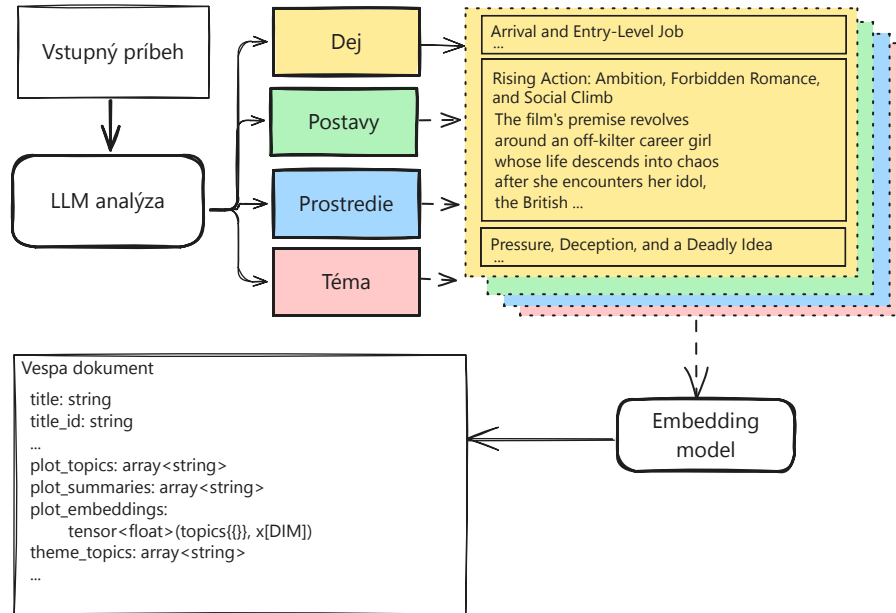 Vstupný príbeh
LLM analýza
Dej
Postavy
Prostredie
Téma
Arrival and Entry-Level Job
...
Rising Action: Ambition, Forbidden Romance,
and Social Climb
The film's premise revolves
around an off-kilter career girl
whose life descends into chaos
after she encounters her idol,
the British ...
Pressure, Deception, and a Deadly Idea
...
Embedding
model
Vespa dokument
title: string
title_id: string
...
plot_topics: array<string>
plot_summaries: array<string>
plot_embeddings:
tensor<float>(topics{{}}, x[DIM])
theme_topics: array<string>
...